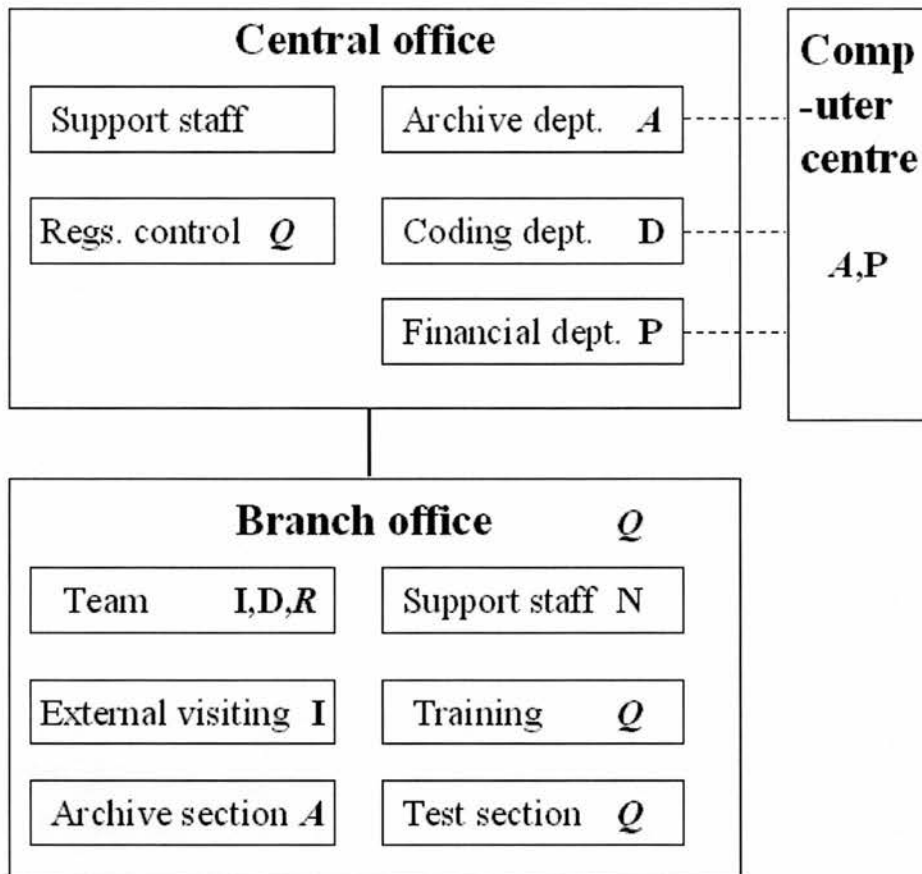 Central office
Support staff
Archive dept. A
Regs. control Q
Coding dept. D
Financial dept. P
Comp
-uter
centre
A,P
Branch office Q
Team I,D,R
Support staff N
External visiting I
Training Q
Archive section A
Test section Q